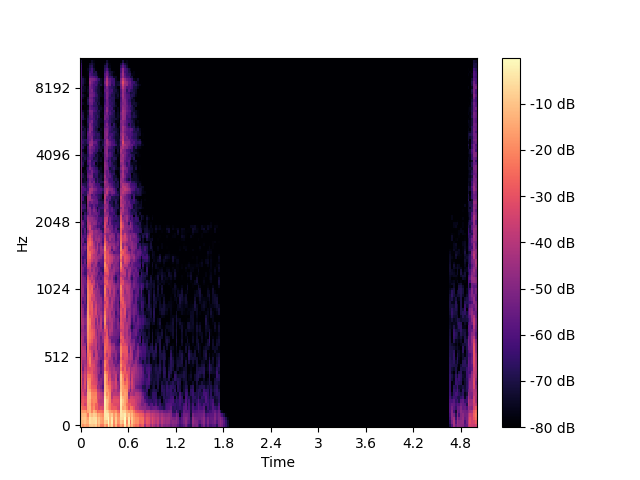 8192
4096
2048
1024
512
0
Hz
0 0.6 1.2 1.8 2.4 3 3.6 4.2 4.8
Time
-10 dB
-20 dB
-30 dB
-40 dB
-50 dB
-60 dB
-70 dB
-80 dB